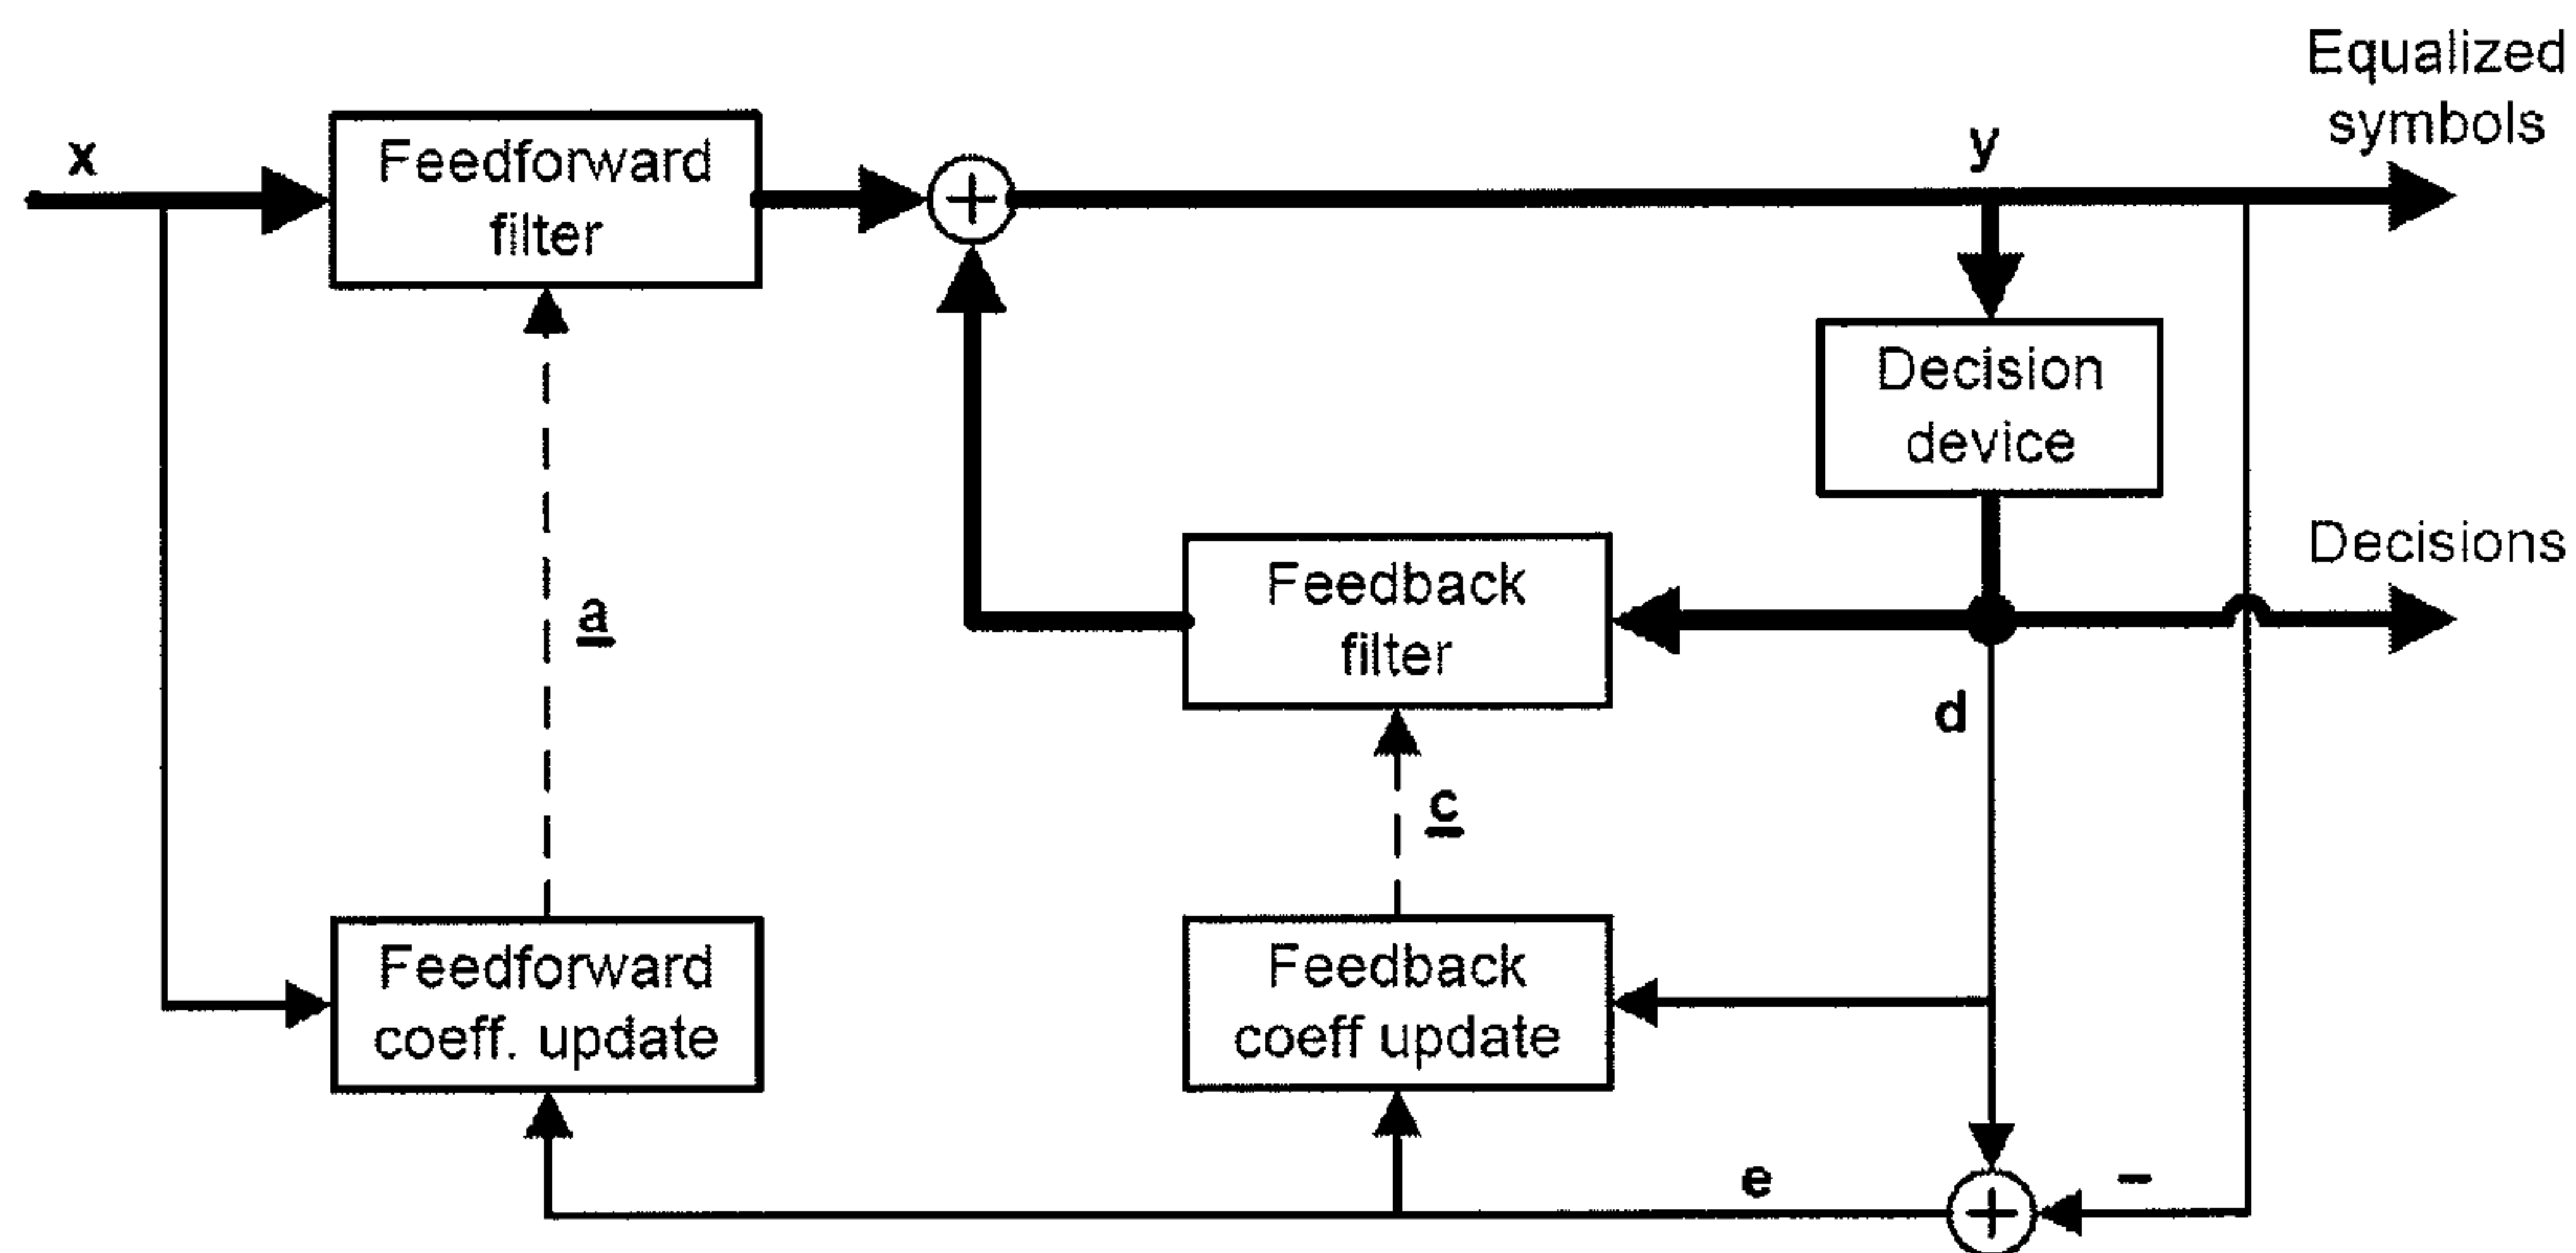 Equalized
symbols
x
Feedforward
filter
+
y
Decision
device
Decisions
Feedback
filter
a
d
c
Feedforward
coeff. update
Feedback
coeff update
e
−
+